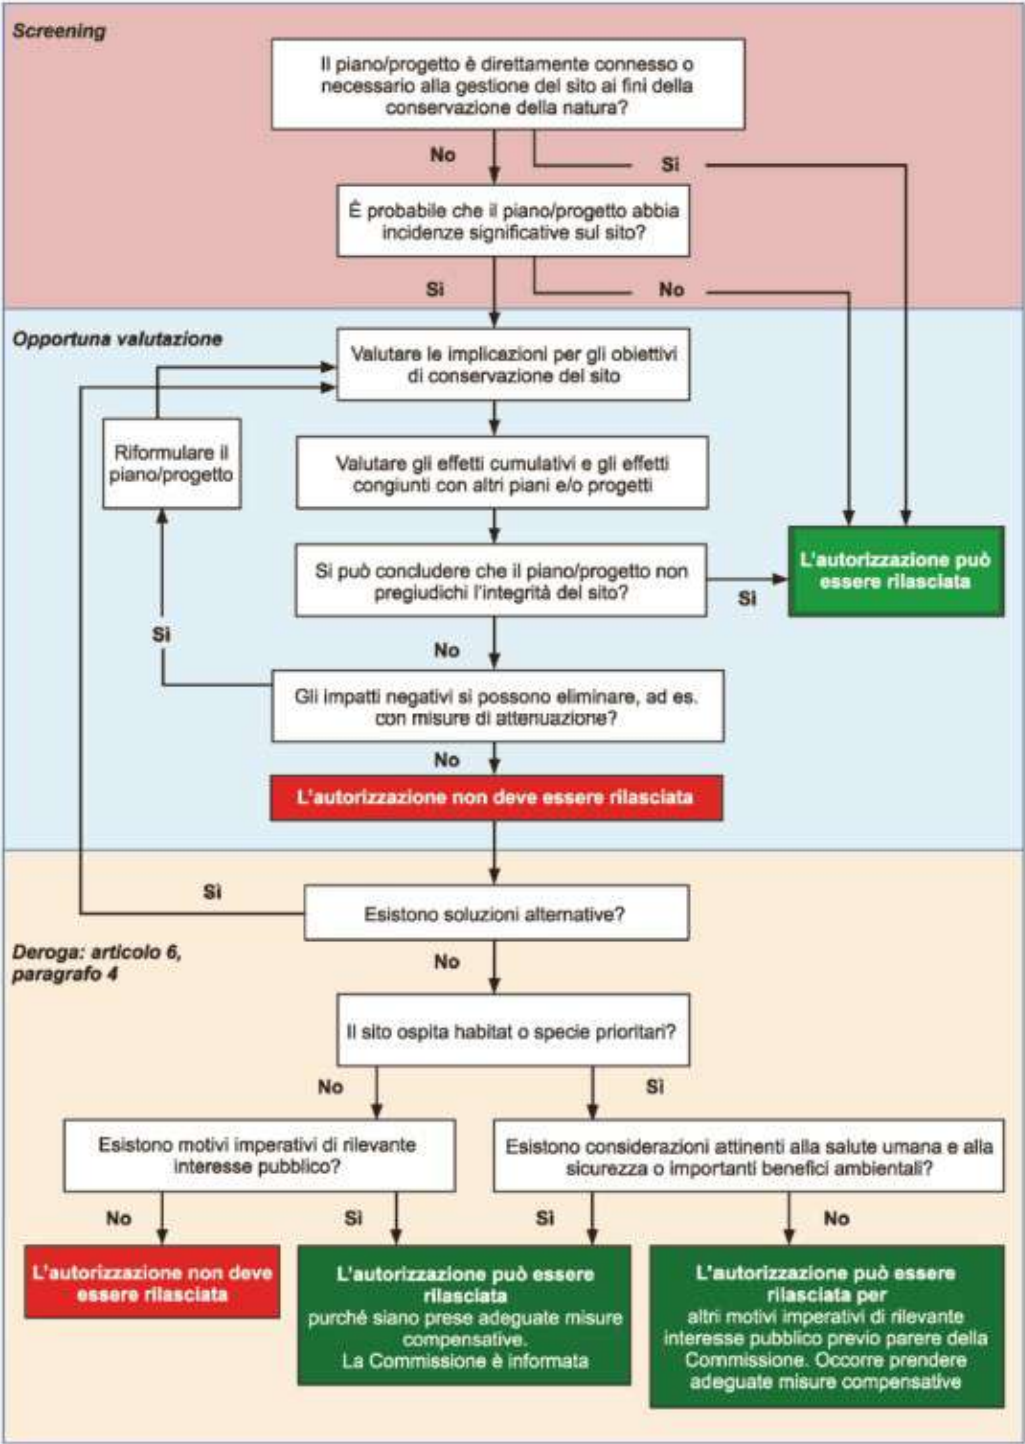 Screening
Il piano/progetto è direttamente connesso o
necessario alla gestione del sito ai fini della
conservazione della natura?
No
Sì
È probabile che il piano/progetto abbia
incidenze significative sul sito?
Sì
No
Opportuna valutazione
Valutare le implicazioni per gli obiettivi
di conservazione del sito
Riformulare il
piano/progetto
Valutare gli effetti cumulativi e gli effetti
congiunti con altri piani e/o progetti
Si può concludere che il piano/progetto non
pregiudichi l'integrità del sito?
Sì
L'autorizzazione può
essere rilasciata
Sì
No
Gli impatti negativi si possono eliminare, ad es.
con misure di attenuazione?
No
L'autorizzazione non deve essere rilasciata
Sì
Esistono soluzioni alternative?
Deroga: articolo 6,
paragrafo 4
No
Il sito ospita habitat o specie prioritari?
No
Sì
Esistono motivi imperativi di rilevante
interesse pubblico?
Esistono considerazioni attinenti alla salute umana e alla
sicurezza o importanti benefici ambientali?
No
Sì
Sì
No
L'autorizzazione non deve
essere rilasciata
L'autorizzazione può essere
rilasciata
purché siano prese adeguate misure
compensative.
La Commissione è informata
L'autorizzazione può essere
rilasciata per
altri motivi imperativi di rilevante
interesse pubblico previo parere della
Commissione. Occorre prendere
adeguate misure compensative